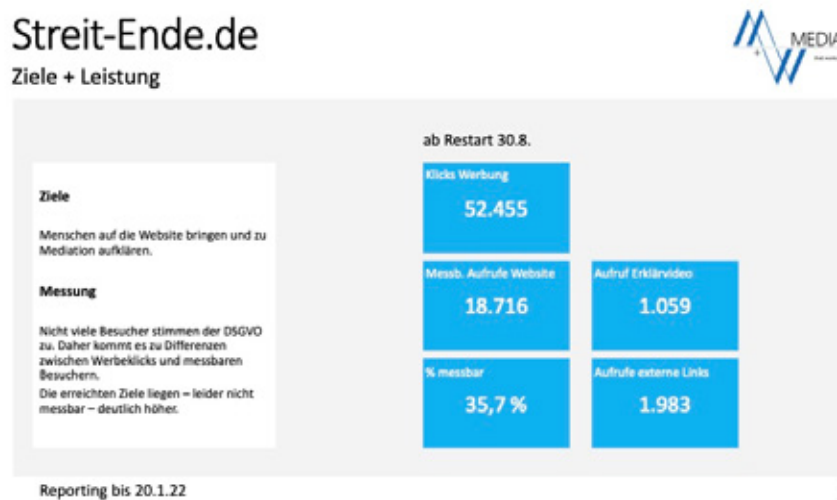 Streit-Ende.de
MEDIA
Ziele + Leistung
ab Restart 30.8.
Ziele
Menschen auf die Website bringen und zu
Mediation aufklären.
Messung
Nicht viele Besucher stimmen der DSGVO
zu. Daher kommt es zu Differenzen
zwischen Werbeklicks und messbaren
Besuchern.
Die erreichten Ziele liegen – leider nicht
messbar – deutlich höher.
Klicks Werbung
52.455
Messb. Aufrufe Website
18.716
Aufruf Erklärvideo
1.059
% messbar
35,7 %
Aufrufe externe Links
1.983
Reporting bis 20.1.22